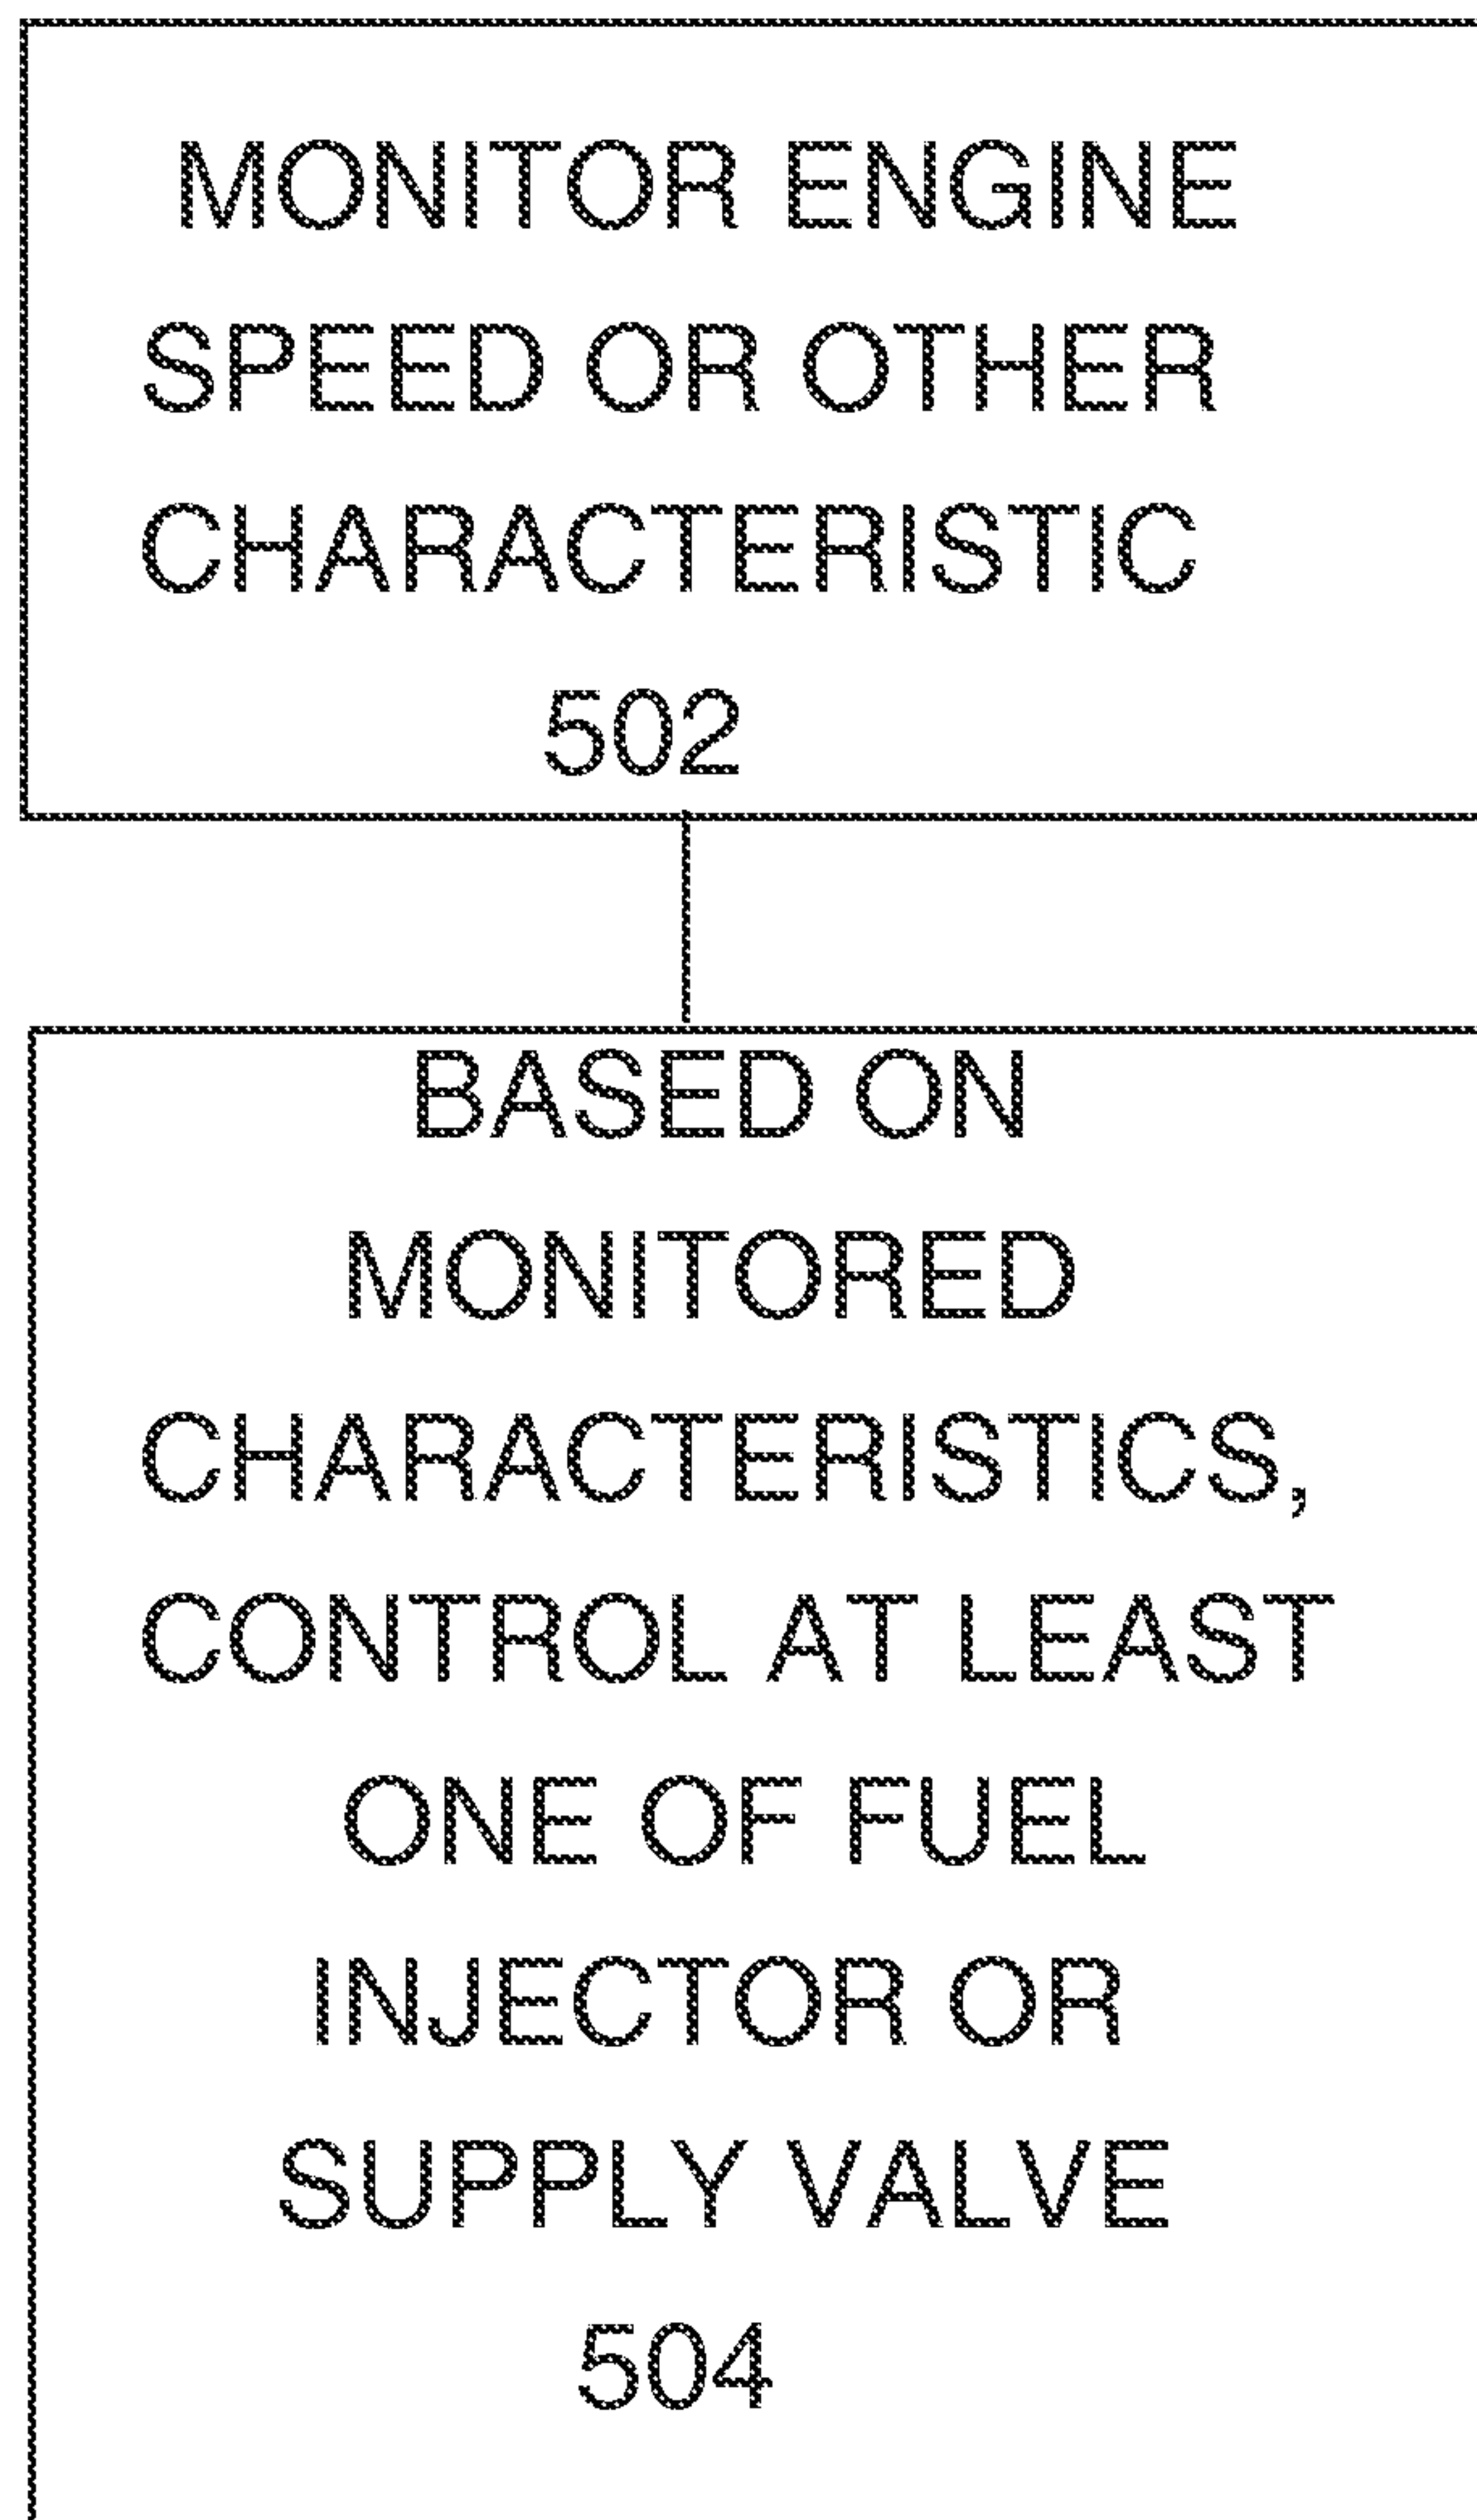 MONITOR ENGINE
SPEED OR OTHER
CHARACTERISTIC
502
BASED ON
MONITORED
CHARACTERISTICS,
CONTROL AT LEAST
ONE OF FUEL
INJECTOR OR
SUPPLY VALVE
504